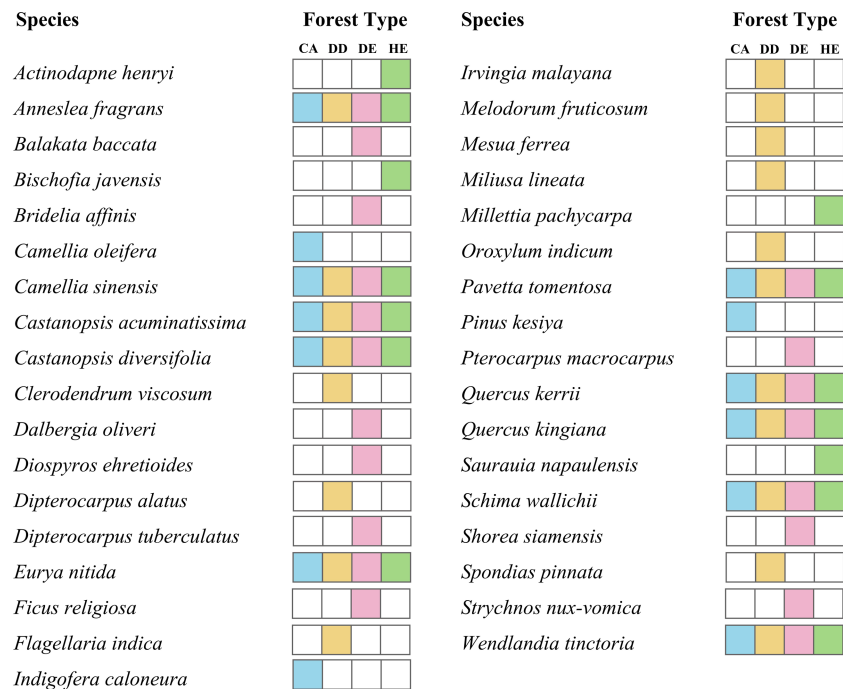 Species Forest Type
CA DD DE HE
Actinodapne henryi
Anneslea fragrans
Balakata baccata
Bischofia javensis
Bridelia affinis
Camellia oleifera
Camellia sinensis
Castanopsis acuminatissima
Castanopsis diversifolia
Clerodendrum viscosum
Dalbergia oliveri
Diospyros ehretioides
Dipterocarpus alatus
Dipterocarpus tuberculatus
Eurya nitida
Ficus religiosa
Flagellaria indica
Indigofera caloneura
Species Forest Type
CA DD DE HE
Irvingia malayana
Melodorum fruticosum
Mesua ferrea
Miliusa lineata
Millettia pachycarpa
Oroxylum indicum
Pavetta tomentosa
Pinus kesiya
Pterocarpus macrocarpus
Quercus kerrii
Quercus kingiana
Saurauia napaulensis
Schima wallichii
Shorea siamensis
Spondias pinnata
Strychnos nux-vomica
Wendlandia tinctoria